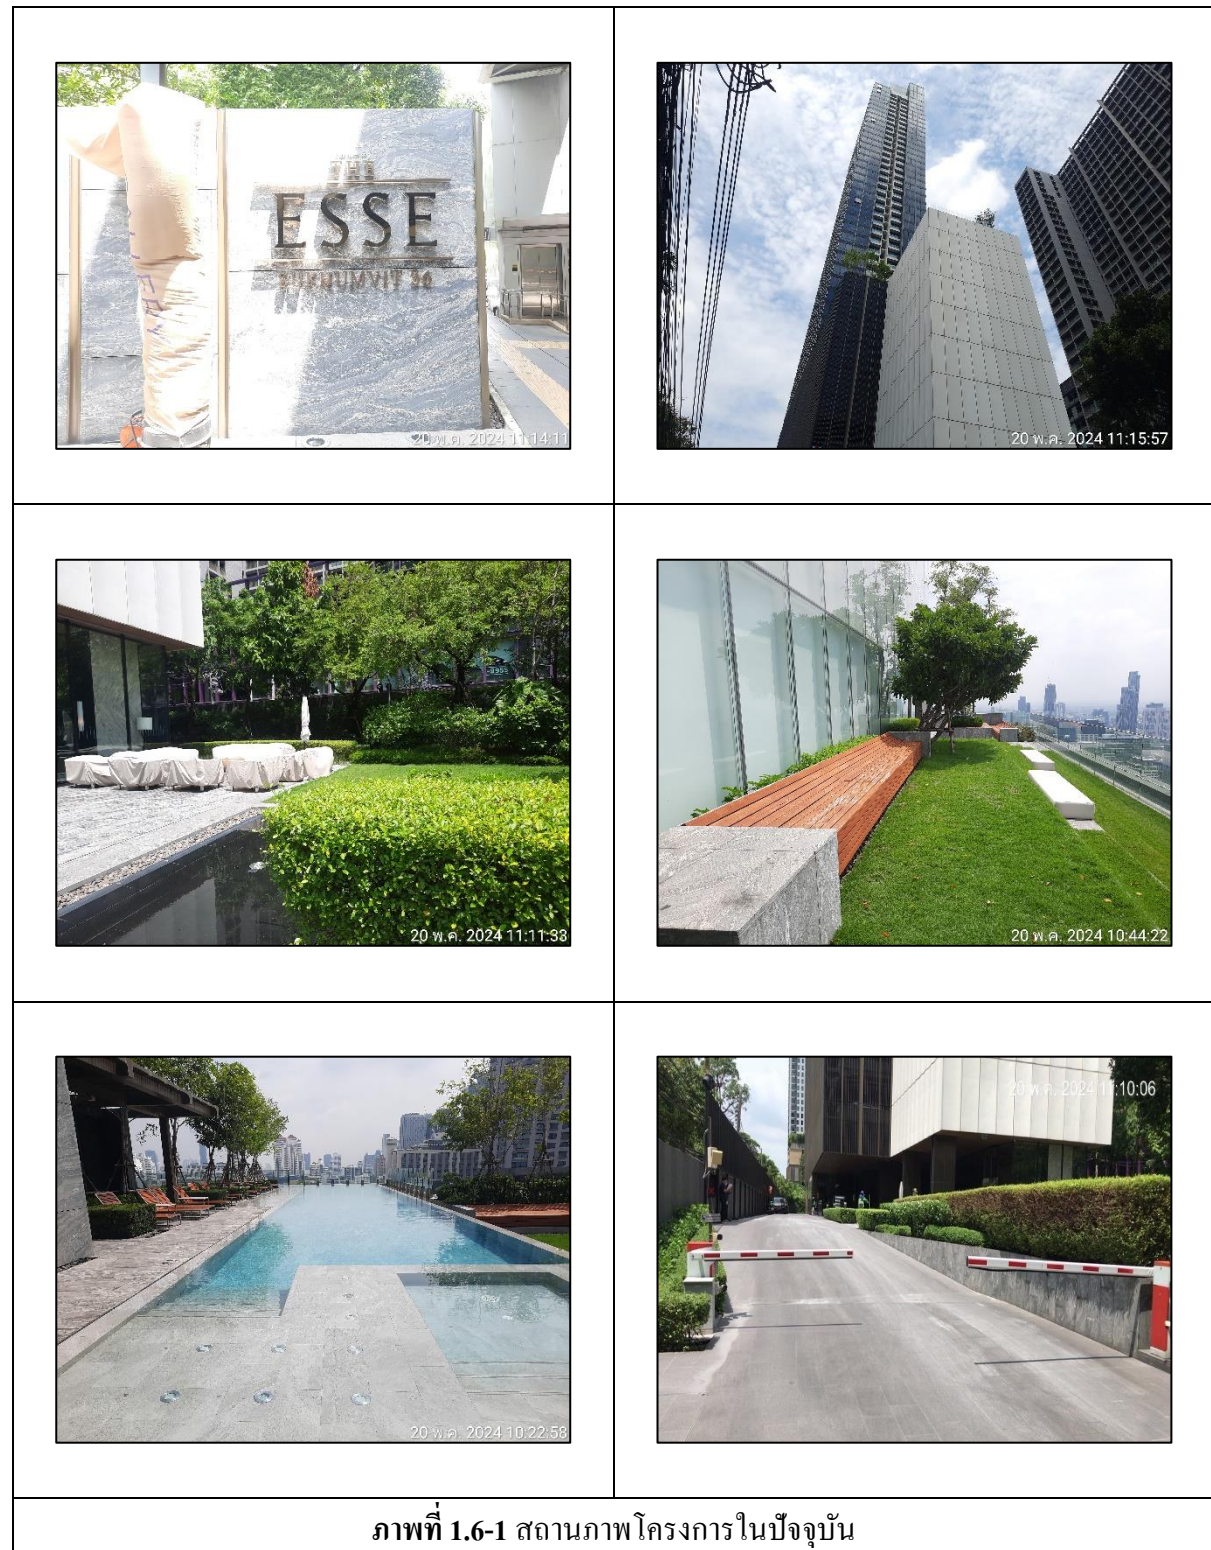 THE
ESSE
SUKHUMVIT 36
20 พ.ค. 2024 11:14:11
20 พ.ค. 2024 11:15:57
20 พ.ค. 2024 11:11:33
20 พ.ค. 2024 10:44:22
20 พ.ค. 2024 10:22:58
20 พ.ค. 2024 11:10:06
ภาพที่ 1.6-1 สถานภาพโครงการในปัจจุบัน